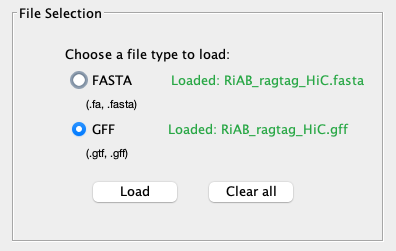 File Selection
Choose a file type to load:
FASTA Loaded: RiAB_ragtag_HiC.fasta
(.fa, .fasta)
GFF Loaded: RiAB_ragtag_HiC.gff
(.gtf, .gff)
Load Clear all